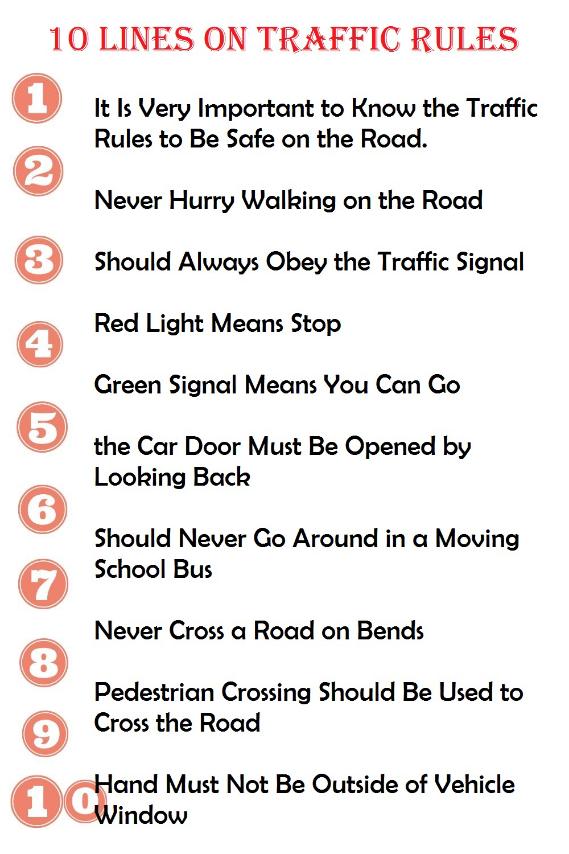 10 LINES ON TRAFFIC RULES
1
It Is Very Important to Know the Traffic
Rules to Be Safe on the Road.
2
Never Hurry Walking on the Road
3
Should Always Obey the Traffic Signal
4
Red Light Means Stop
Green Signal Means You Can Go
5
the Car Door Must Be Opened by
Looking Back
6
Should Never Go Around in a Moving
School Bus
7
Never Cross a Road on Bends
8
Pedestrian Crossing Should Be Used to
Cross the Road
9
10
Hand Must Not Be Outside of Vehicle
Window